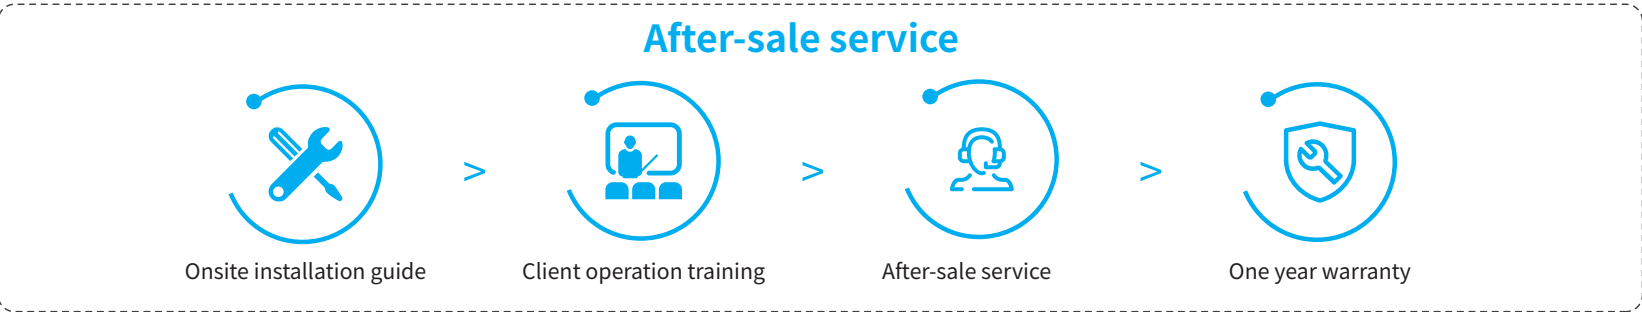 After-sale service
> > >
Onsite installation guide
Client operation training
After-sale service
One year warranty